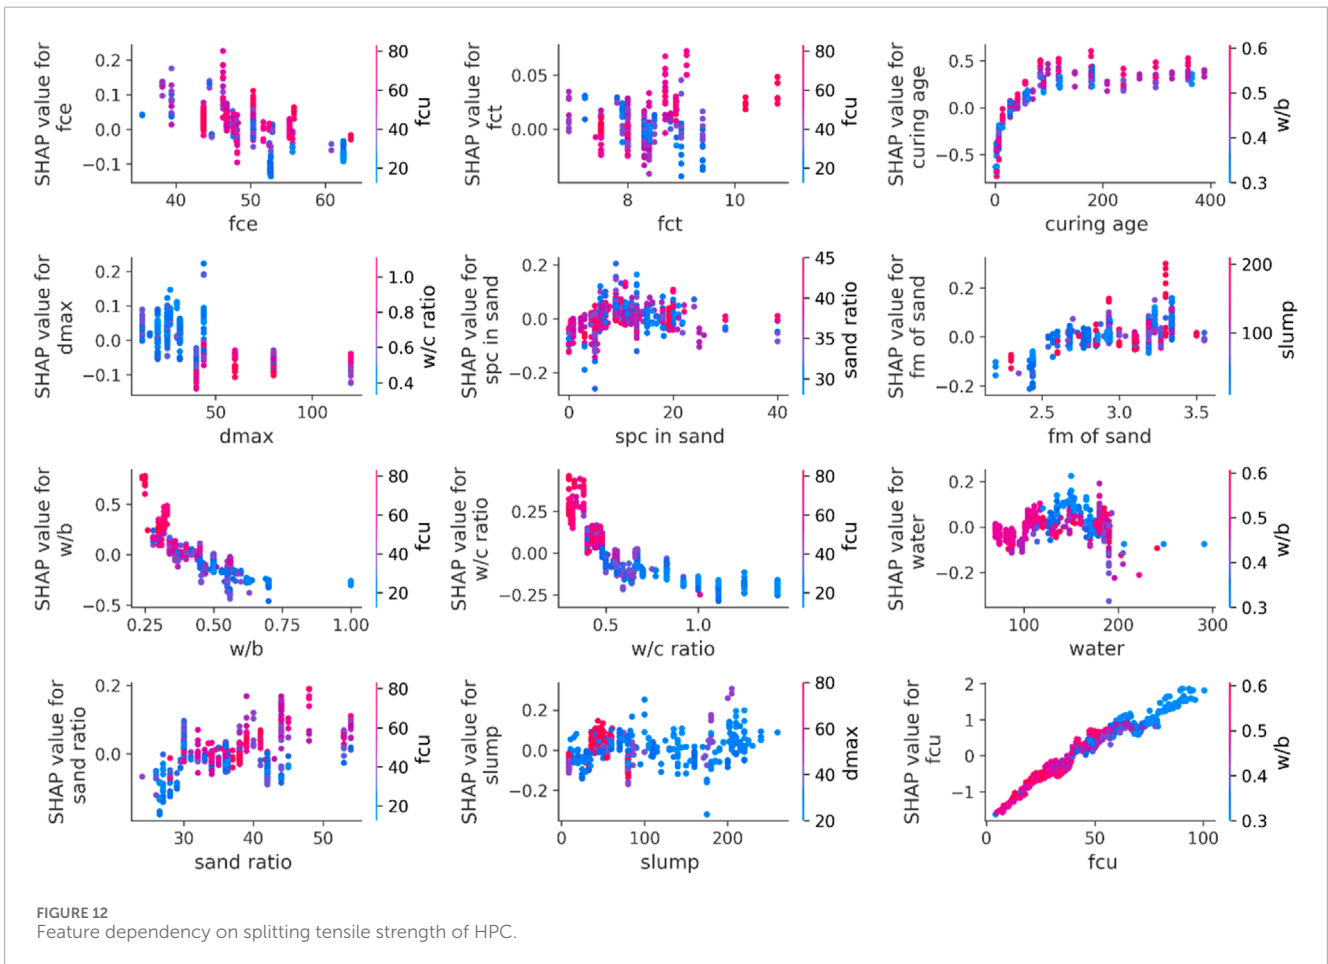 SHAP value for
fce
0.2
0.1
0.0
−0.1
40
50
60
fce
80
60
40
20
fcu
SHAP value for
fct
0.05
0.00
8
10
fct
80
60
40
20
fcu
SHAP value for
curing age
0.5
0.0
−0.5
0
200
400
curing age
0.6
0.5
0.4
0.3
w/b
SHAP value for
dmax
0.2
0.1
0.0
−0.1
50
100
dmax
1.0
0.8
0.6
0.4
w/c ratio
SHAP value for
spc in sand
0.2
0.0
−0.2
0
20
40
spc in sand
45
40
35
30
sand ratio
SHAP value for
fm of sand
0.2
0.0
−0.2
2.5
3.0
3.5
fm of sand
200
100
slump
SHAP value for
w/b
0.5
0.0
−0.5
0.25
0.50
0.75
1.00
w/b
80
60
40
20
fcu
SHAP value for
w/c ratio
0.25
0.00
−0.25
0.5
1.0
w/c ratio
80
60
40
20
fcu
SHAP value for
water
0.2
0.0
−0.2
100
200
300
water
0.6
0.5
0.4
0.3
w/b
SHAP value for
sand ratio
0.2
0.0
30
40
50
sand ratio
80
60
40
20
fcu
SHAP value for
slump
0.2
0.0
−0.2
0
100
200
slump
80
60
40
20
dmax
SHAP value for
fcu
2
1
0
−1
0
50
100
fcu
0.6
0.5
0.4
0.3
w/b
FIGURE 12
Feature dependency on splitting tensile strength of HPC.